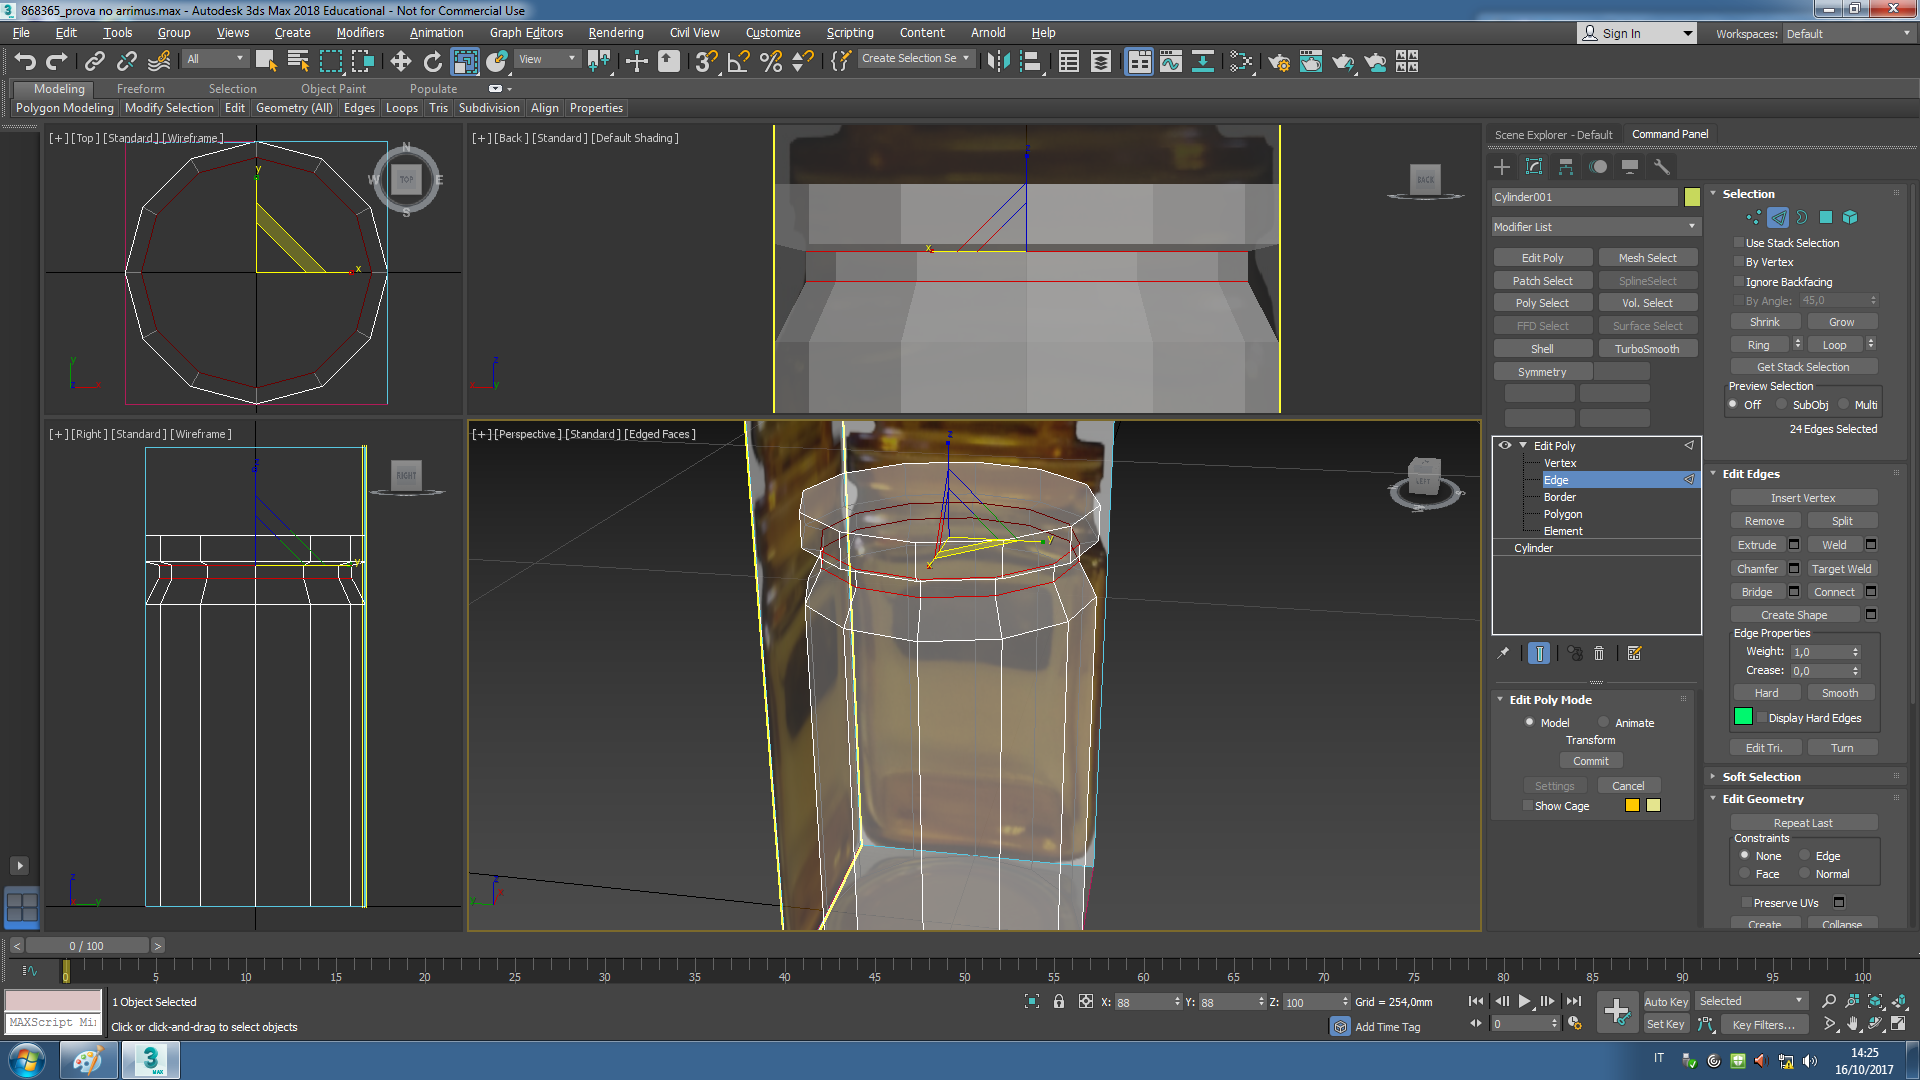 868365_prova no arrimus.max - Autodesk 3ds Max 2018 Educational - Not for Commercial Use
File Edit Tools Group Views Create Modifiers Animation Graph Editors Rendering Civil View Customize Scripting Content Arnold Help
Sign In Workspaces: Default
All View Create Selection Se
Modeling Freeform Selection Object Paint Populate
Polygon Modeling Modify Selection Edit Geometry (All) Edges Loops Tris Subdivision Align Properties
[+] [Top] [Standard] [Wireframe]
[+] [Back] [Standard] [Default Shading]
[+] [Right] [Standard] [Wireframe]
[+] [Perspective] [Standard] [Edged Faces]
N
W TOP E
S
BACK
RIGHT
LEFT
Scene Explorer - Default Command Panel
Cylinder001
Modifier List
Edit Poly Mesh Select
Patch Select SplineSelect
Poly Select Vol. Select
FFD Select Surface Select
Shell TurboSmooth
Symmetry
Edit Poly
Vertex
Edge
Border
Polygon
Element
Cylinder
Edit Poly Mode
Model Animate
Transform
Commit
Settings Cancel
Show Cage
Selection
Use Stack Selection
By Vertex
Ignore Backfacing
By Angle: 45,0
Shrink Grow
Ring Loop
Get Stack Selection
Preview Selection
Off SubObj Multi
24 Edges Selected
Edit Edges
Insert Vertex
Remove Split
Extrude Weld
Chamfer Target Weld
Bridge Connect
Create Shape
Edge Properties
Weight: 1,0
Crease: 0,0
Hard Smooth
Display Hard Edges
Edit Tri. Turn
Soft Selection
Edit Geometry
Repeat Last
Constraints
None Edge
Face Normal
Preserve UVs
Create Collapse
< 0 / 100 >
0 5 10 15 20 25 30 35 40 45 50 55 60 65 70 75 80 85 90 95 100
1 Object Selected X: 88 Y: 88 Z: 100 Grid = 254,0mm Auto Key Selected
MAXScript Mi Click or click-and-drag to select objects Add Time Tag 0 Set Key Key Filters...
3 MAX IT 14:25
16/10/2017